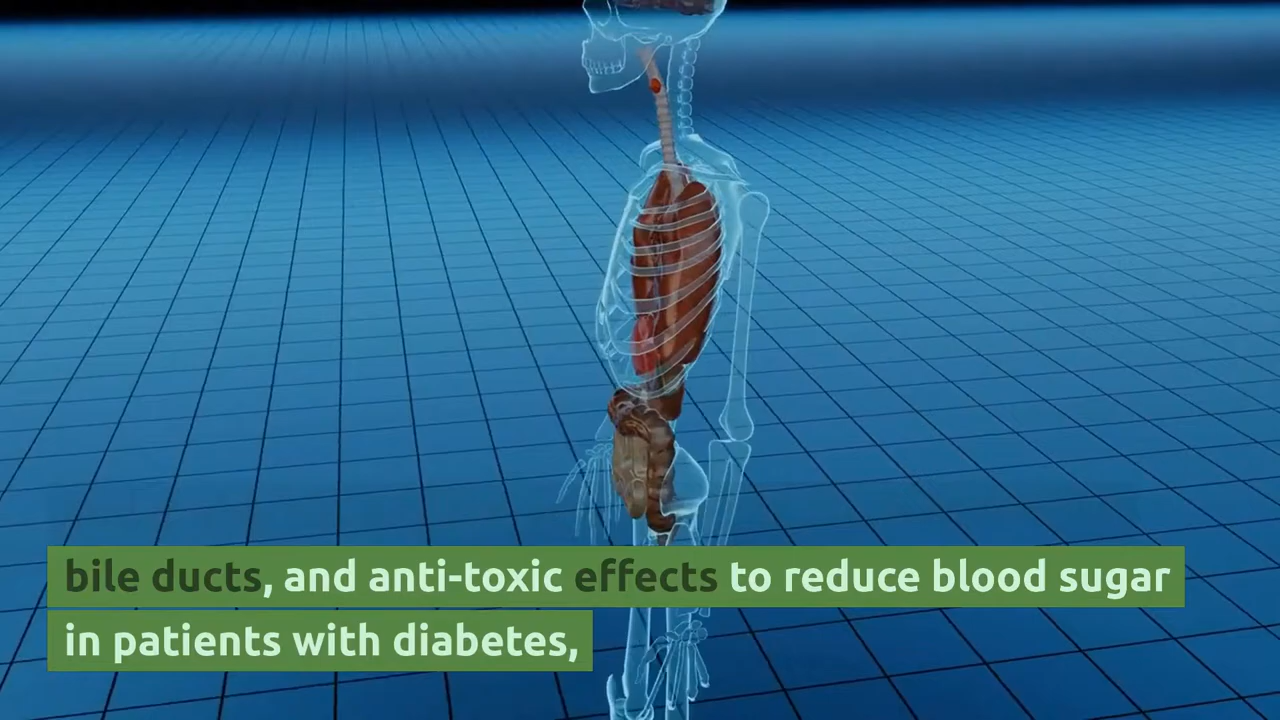 bile ducts, and anti-toxic effects to reduce blood sugar
in patients with diabetes,